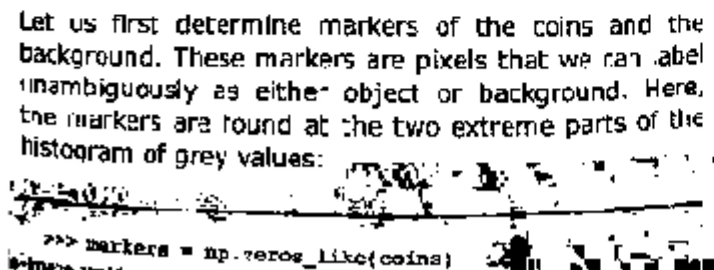 Let us first determine markers of the coins and the
background. These markers are pixels that we can label
unambiguously as either object or background. Here,
the markers are found at the two extreme parts of the
histogram of grey values:
>>> markers = np.zeros_like(coins)